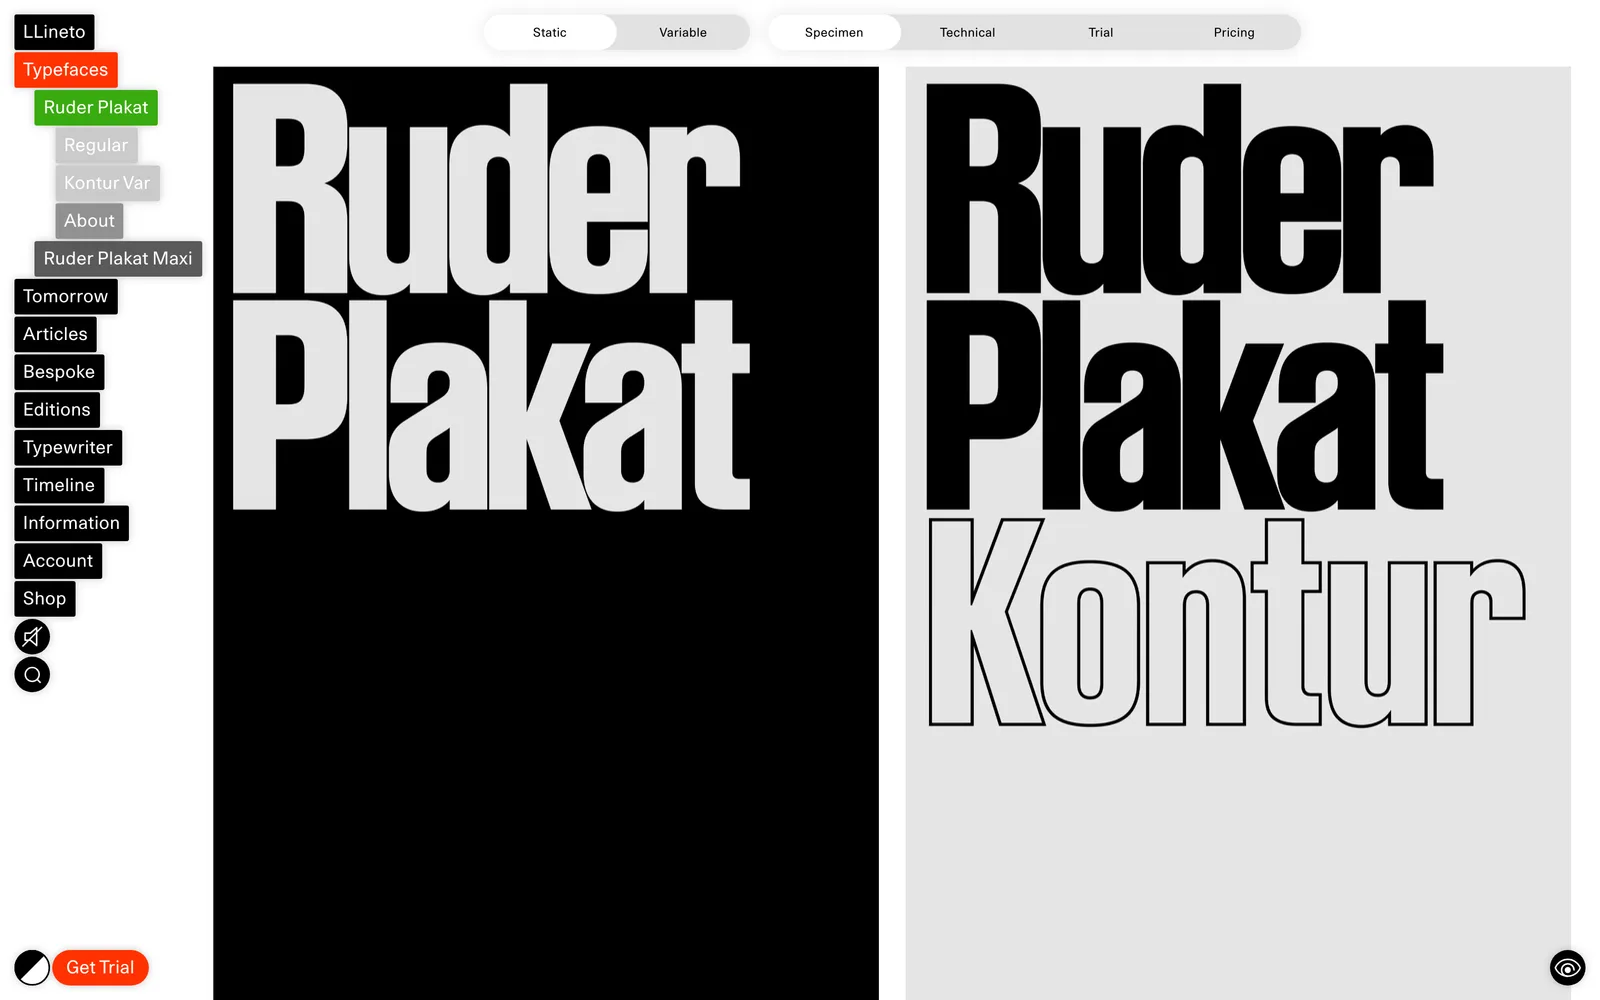 LLineto
Typefaces
Ruder Plakat
Regular
Kontur Var
About
Ruder Plakat Maxi
Tomorrow
Articles
Bespoke
Editions
Typewriter
Timeline
Information
Account
Shop
Get Trial
Static
Variable
Specimen
Technical
Trial
Pricing
Ruder
Plakat
Ruder
Plakat
Kontur